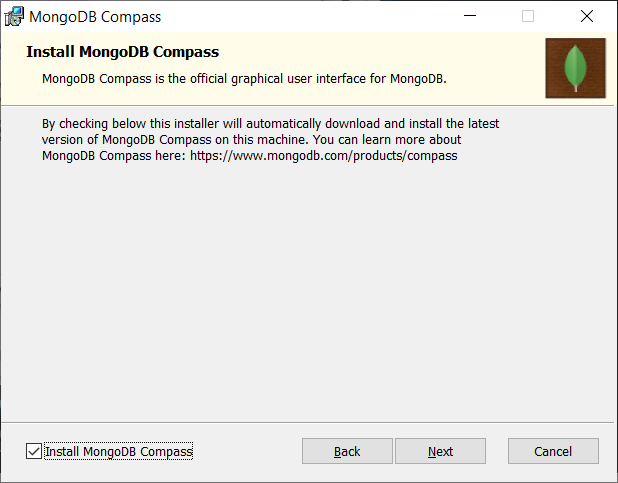 MongoDB Compass
Install MongoDB Compass
MongoDB Compass is the official graphical user interface for MongoDB.
By checking below this installer will automatically download and install the latest
version of MongoDB Compass on this machine. You can learn more about
MongoDB Compass here: https://www.mongodb.com/products/compass
Install MongoDB Compass
Back
Next
Cancel